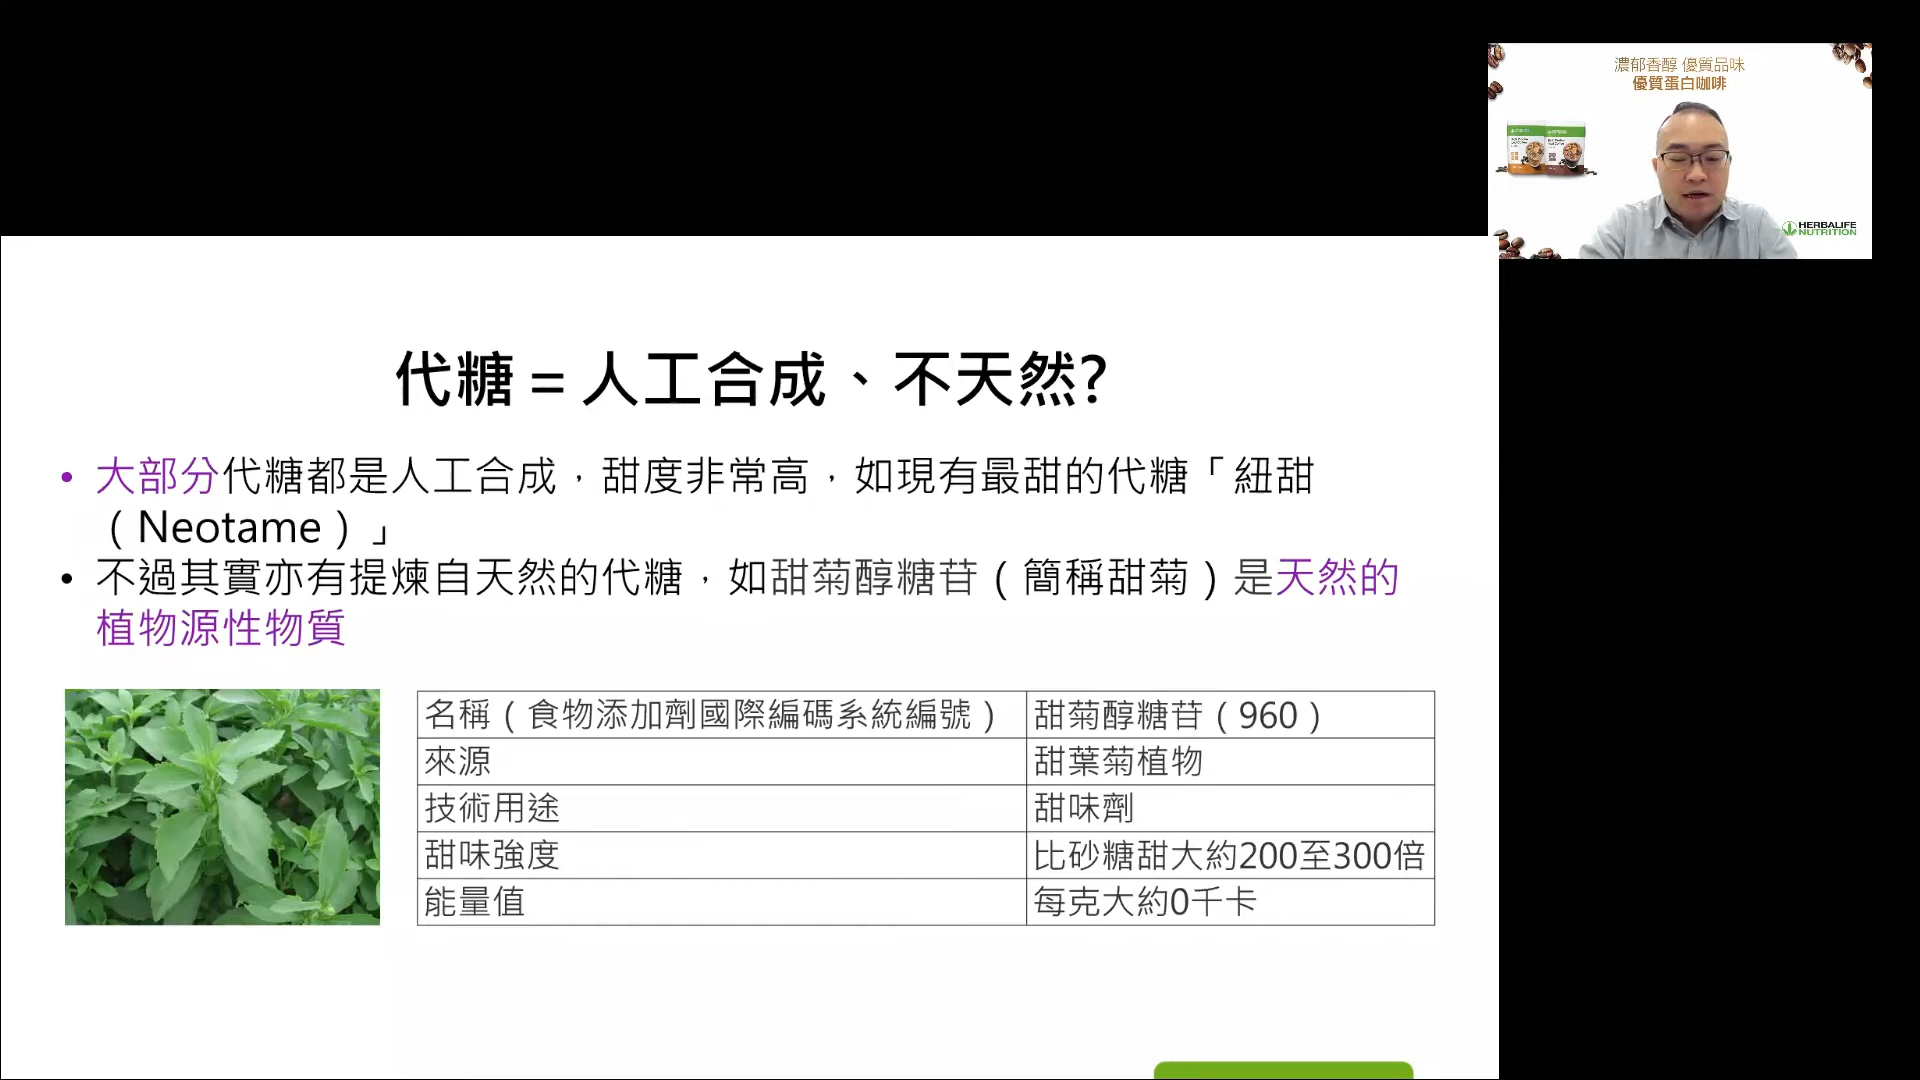 濃郁香醇 優質品味
優質蛋白咖啡
HERBALIFE
NUTRITION
代糖 = 人工合成、不天然?
• 大部分代糖都是人工合成，甜度非常高，如現有最甜的代糖「紐甜
（Neotame）」
• 不過其實亦有提煉自天然的代糖，如甜菊醇糖苷（簡稱甜菊）是天然的
植物源性物質
名稱（食物添加劑國際編碼系統編號） 甜菊醇糖苷（960）
來源 甜葉菊植物
技術用途 甜味劑
甜味強度 比砂糖甜大約200至300倍
能量值 每克大約0千卡